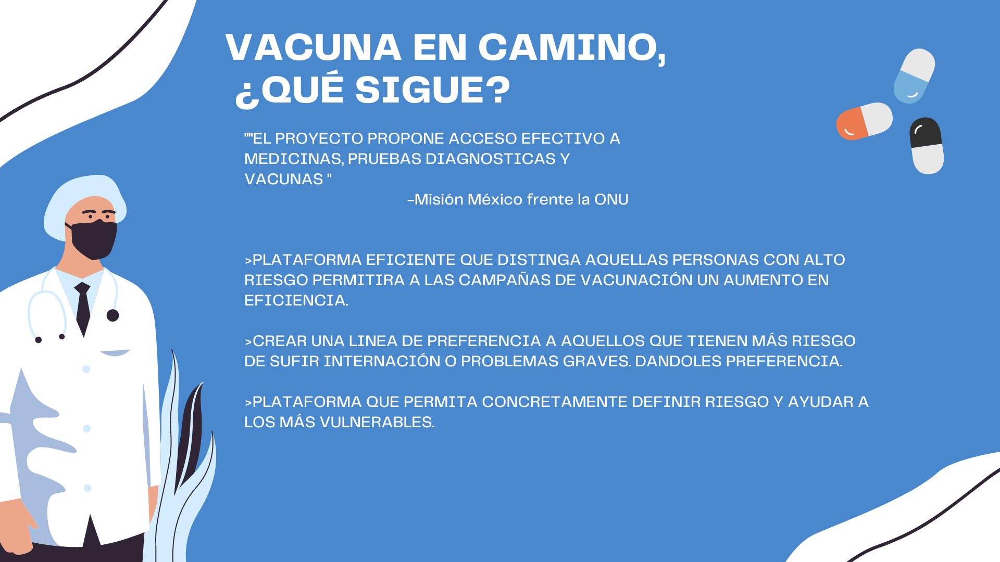 VACUNA EN CAMINO,
¿QUÉ SIGUE?
""EL PROYECTO PROPONE ACCESO EFECTIVO A
MEDICINAS, PRUEBAS DIAGNOSTICAS Y
VACUNAS "
-Misión México frente la ONU
>PLATAFORMA EFICIENTE QUE DISTINGA AQUELLAS PERSONAS CON ALTO
RIESGO PERMITIRA A LAS CAMPAÑAS DE VACUNACIÓN UN AUMENTO EN
EFICIENCIA.
>CREAR UNA LINEA DE PREFERENCIA A AQUELLOS QUE TIENEN MÁS RIESGO
DE SUFIR INTERNACIÓN O PROBLEMAS GRAVES. DANDOLES PREFERENCIA.
>PLATAFORMA QUE PERMITA CONCRETAMENTE DEFINIR RIESGO Y AYUDAR A
LOS MÁS VULNERABLES.